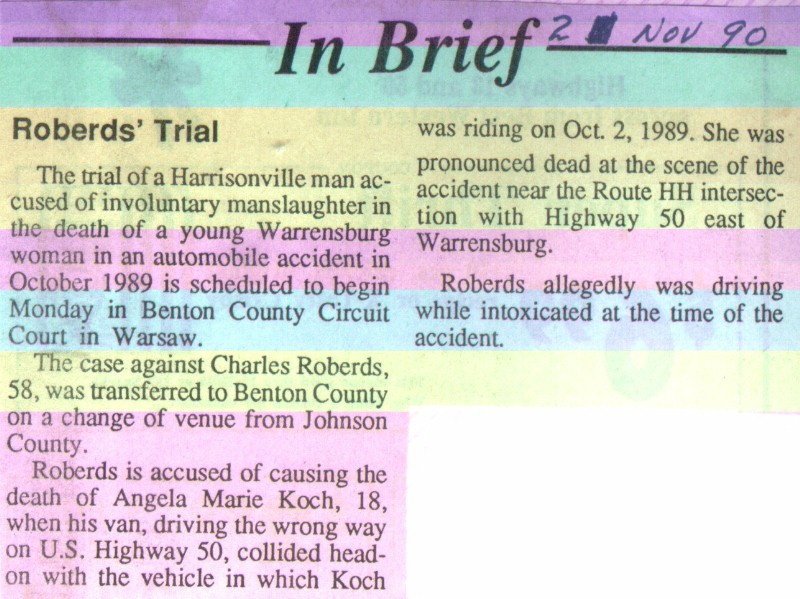 In Brief
2 Nov 90
Roberds' Trial
The trial of a Harrisonville man ac-
cused of involuntary manslaughter in
the death of a young Warrensburg
woman in an automobile accident in
October 1989 is scheduled to begin
Monday in Benton County Circuit
Court in Warsaw.
The case against Charles Roberds,
58, was transferred to Benton County
on a change of venue from Johnson
County.
Roberds is accused of causing the
death of Angela Marie Koch, 18,
when his van, driving the wrong way
on U.S. Highway 50, collided head-
on with the vehicle in which Koch
was riding on Oct. 2, 1989. She was
pronounced dead at the scene of the
accident near the Route HH intersec-
tion with Highway 50 east of
Warrensburg.
Roberds allegedly was driving
while intoxicated at the time of the
accident.